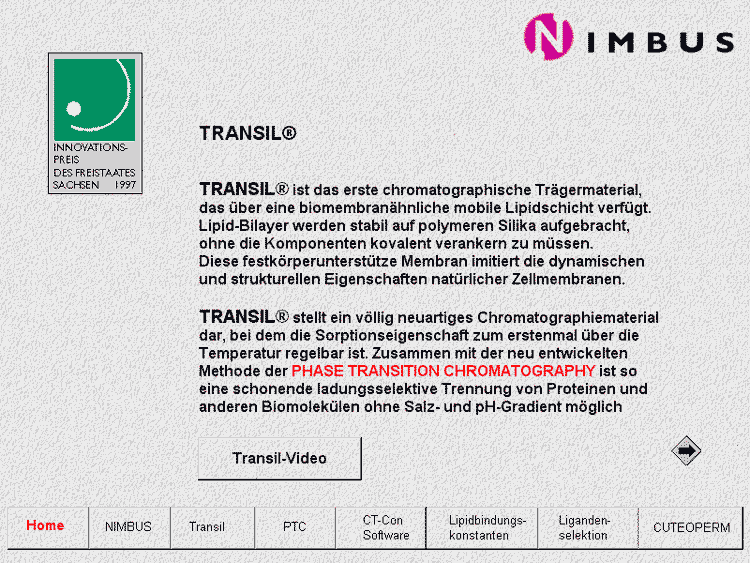 NIMBUS
INNOVATIONS-
PREIS
DES FREISTAATES
SACHSEN 1997
TRANSIL®
TRANSIL® ist das erste chromatographische Trägermaterial,
das über eine biomembranähnliche mobile Lipidschicht verfügt.
Lipid-Bilayer werden stabil auf polymeren Silika aufgebracht,
ohne die Komponenten kovalent verankern zu müssen.
Diese festkörperunterstütze Membran imitiert die dynamischen
und strukturellen Eigenschaften natürlicher Zellmembranen.
TRANSIL® stellt ein völlig neuartiges Chromatographiematerial
dar, bei dem die Sorptionseigenschaft zum erstenmal über die
Temperatur regelbar ist. Zusammen mit der neu entwickelten
Methode der PHASE TRANSITION CHROMATOGRAPHY ist so
eine schonende ladungsselektive Trennung von Proteinen und
anderen Biomolekülen ohne Salz- und pH-Gradient möglich
Transil-Video
Home
NIMBUS
Transil
PTC
CT-Con
Software
Lipidbindungs-
konstanten
Liganden-
selektion
CUTEOPERM